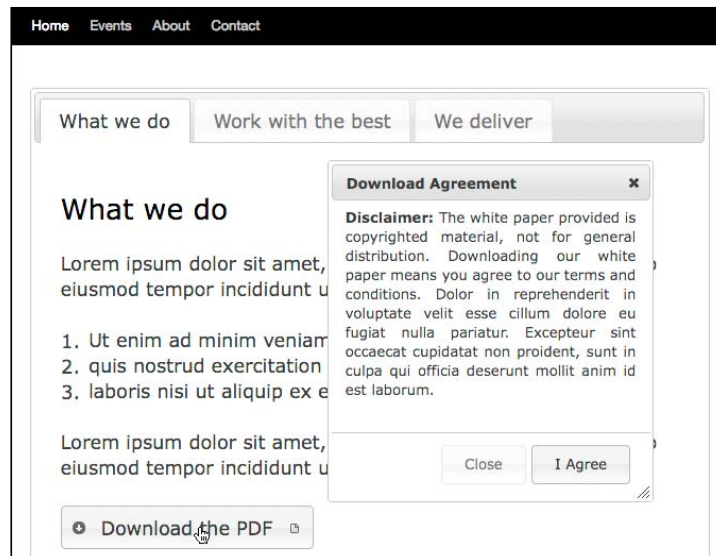 Home Events About Contact
What we do Work with the best We deliver
What we do
Lorem ipsum dolor sit amet,
eiusmod tempor incididunt u
1. Ut enim ad minim veniam
2. quis nostrud exercitation
3. laboris nisi ut aliquip ex e
Lorem ipsum dolor sit amet,
eiusmod tempor incididunt u
Download the PDF
Download Agreement
Disclaimer: The white paper provided is
copyrighted material, not for general
distribution. Downloading our white
paper means you agree to our terms and
conditions. Dolor in reprehenderit in
voluptate velit esse cillum dolore eu
fugiat nulla pariatur. Excepteur sint
occaecat cupidatat non proident, sunt in
culpa qui officia deserunt mollit anim id
est laborum.
Close I Agree